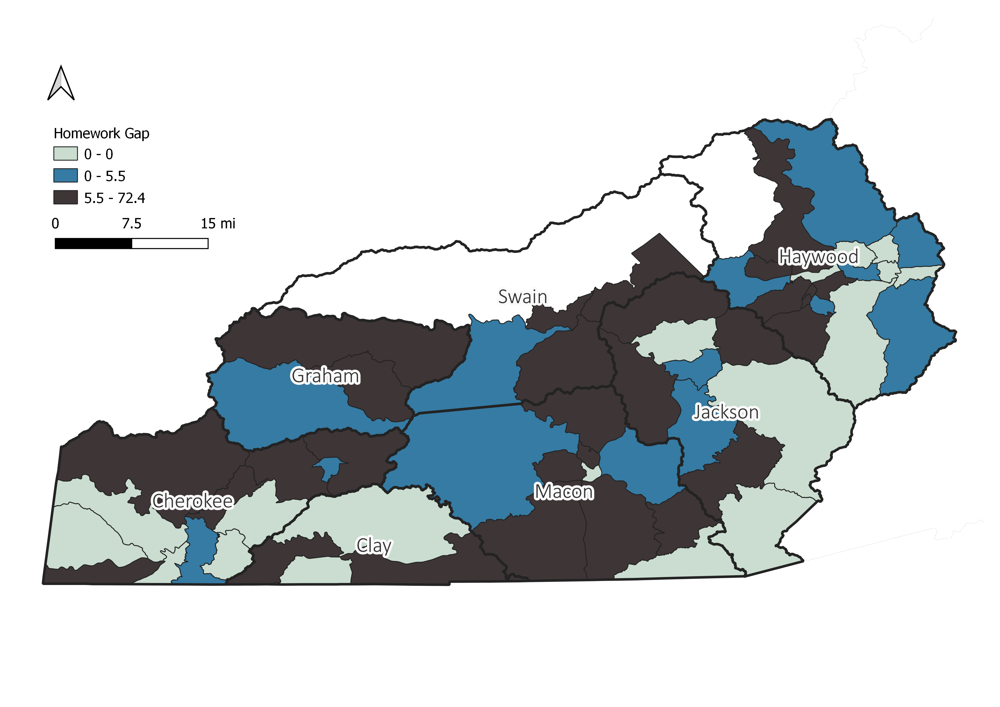 Homework Gap
0 - 0
0 - 5.5
5.5 - 72.4
0 7.5 15 mi
Haywood
Swain
Graham
Jackson
Macon
Cherokee
Clay